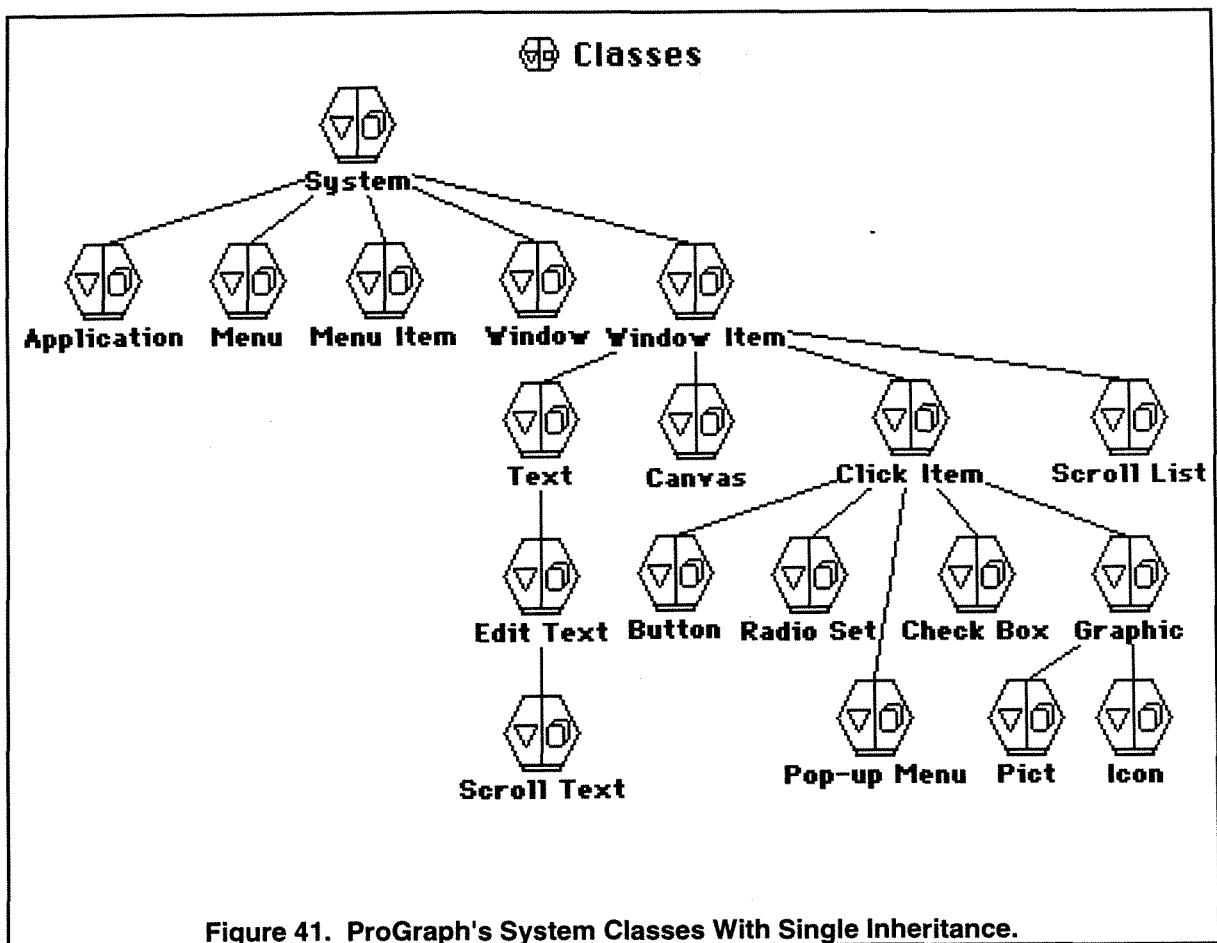 Classes
System
Application Menu Menu Item Window Window Item
Text Canvas Click Item Scroll List
Edit Text Button Radio Set Check Box Graphic
Scroll Text Pop-up Menu Pict Icon
Figure 41. ProGraph's System Classes With Single Inheritance.